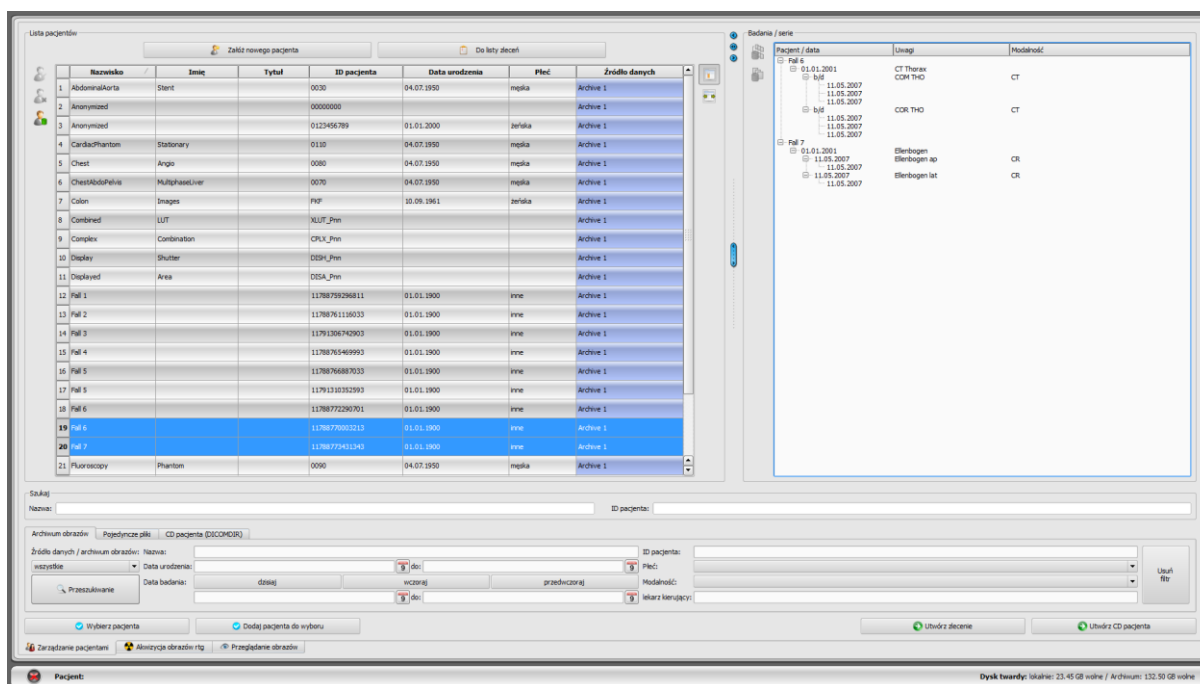 Lista pacjentów
Załóż nowego pacjenta
Do listy zleceń
Nazwisko Imię Tytuł ID pacjenta Data urodzenia Płeć Źródło danych
1 AbdominalAorta Stent 0030 04.07.1950 męska Archive 1
2 Anonymized 00000000 Archive 1
3 Anonymized 0123456789 01.01.2000 żeńska Archive 1
4 CardiacPhantom Stationary 0110 04.07.1950 męska Archive 1
5 Chest Angio 0080 04.07.1950 męska Archive 1
6 ChestAbdoPelvis MultiphaseLiver 0070 04.07.1950 męska Archive 1
7 Colon Images FKF 10.09.1961 żeńska Archive 1
8 Combined LUT XLUT_Pnn Archive 1
9 Complex Combination CPLX_Pnn Archive 1
10 Display Shutter DISH_Pnn Archive 1
11 Displayed Area DISA_Pnn Archive 1
12 Fall 1 11788759296811 01.01.1900 inne Archive 1
13 Fall 2 11788761116033 01.01.1900 inne Archive 1
14 Fall 3 11791306742903 01.01.1900 inne Archive 1
15 Fall 4 11788765469993 01.01.1900 inne Archive 1
16 Fall 5 11788766887033 01.01.1900 inne Archive 1
17 Fall 5 11791310352593 01.01.1900 inne Archive 1
18 Fall 6 11788772290701 01.01.1900 inne Archive 1
19 Fall 6 11788770003213 01.01.1900 inne Archive 1
20 Fall 7 11788773431343 01.01.1900 inne Archive 1
21 Fluoroscopy Phantom 0090 04.07.1950 męska Archive 1
Badania / serie
Pacjent / data Uwagi Modalność
Fall 6
01.01.2001 CT Thorax
b/d COM THO CT
11.05.2007
11.05.2007
11.05.2007
b/d COR THO CT
11.05.2007
11.05.2007
11.05.2007
Fall 7
01.01.2001 Ellenbogen
11.05.2007 Ellenbogen ap CR
11.05.2007
11.05.2007 Ellenbogen lat CR
11.05.2007
Szukaj
Nazwa: ID pacjenta:
Archiwum obrazów Pojedyncze pliki CD pacjenta (DICOMDIR)
Źródło danych / archiwum obrazów: Nazwa: ID pacjenta:
wszystkie Data urodzenia: 9 do: 9 Płeć:
Przeszukiwanie Data badania: dzisiaj wczoraj przedwczoraj Modalność:
9 do: 9 lekarz kierujący:
Usuń
filtr
Wybierz pacjenta Dodaj pacjenta do wyboru Utwórz zlecenie Utwórz CD pacjenta
Zarządzanie pacjentami Akwizycja obrazów rtg Przeglądanie obrazów
Pacjent: Dysk twardy: lokalnie: 23.45 GB wolne / Archiwum: 132.50 GB wolne